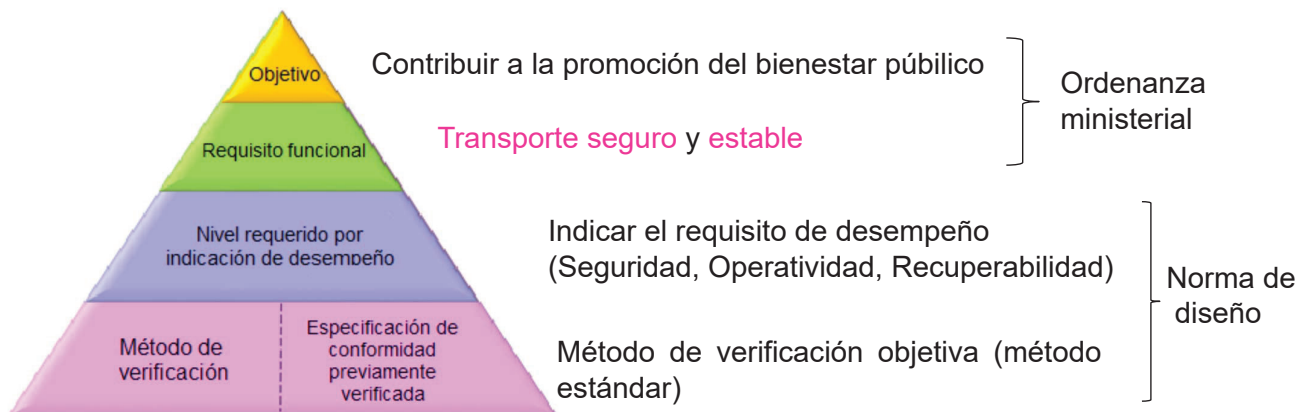 Objetivo
Contribuir a la promoción del bienestar púbilico
Ordenanza
ministerial
Requisito funcional
Transporte seguro y estable
Nivel requerido por
indicación de desempeño
Indicar el requisito de desempeño
(Seguridad, Operatividad, Recuperabilidad)
Norma de
diseño
Método de
verificación
Especificación de
conformidad
previamente
verificada
Método de verificación objetiva (método
estándar)